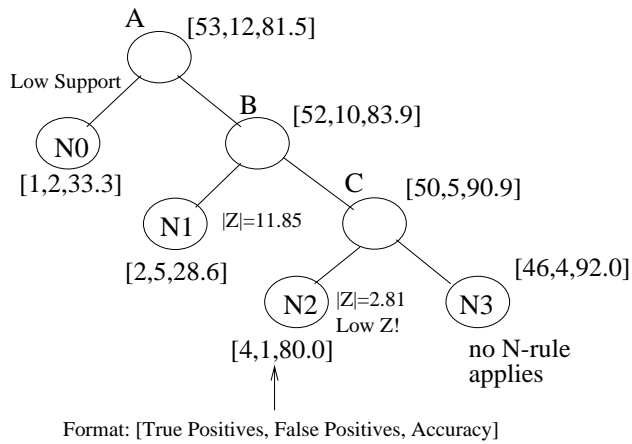 A
[53,12,81.5]
Low Support
B
[52,10,83.9]
N0
[1,2,33.3]
C
[50,5,90.9]
N1
|Z|=11.85
[2,5,28.6]
[46,4,92.0]
N2
|Z|=2.81
Low Z!
N3
[4,1,80.0]
no N-rule
applies
Format: [True Positives, False Positives, Accuracy]